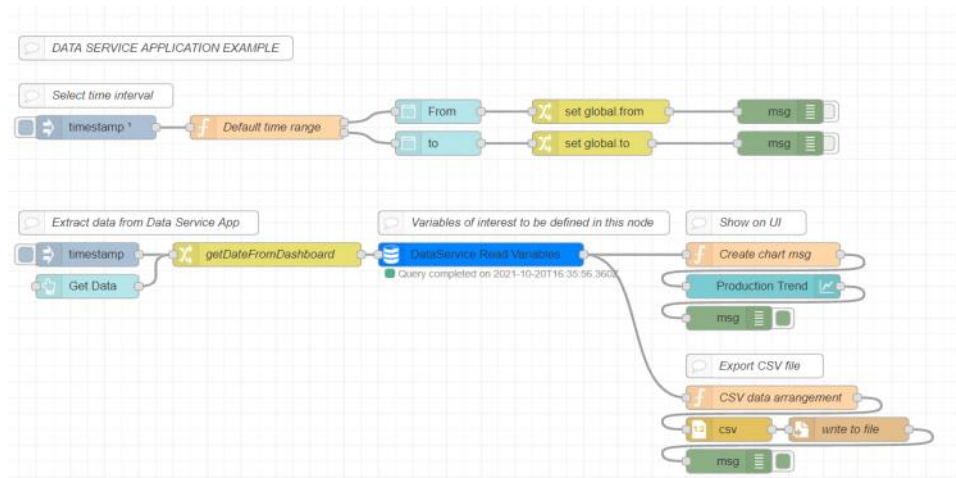 DATA SERVICE APPLICATION EXAMPLE
Select time interval
timestamp ¹
Default time range
From
set global.from
msg
to
set global.to
msg
Extract data from Data Service App
Variables of interest to be defined in this node
Show on UI
timestamp
getDateFromDashboard
DataService Read Variables
Create chart msg
Get Data
Query completed on 2021-10-20T16:35:56.360Z
Production Trend
msg
Export CSV file
CSV data arrangement
1,2
csv
write to file
msg